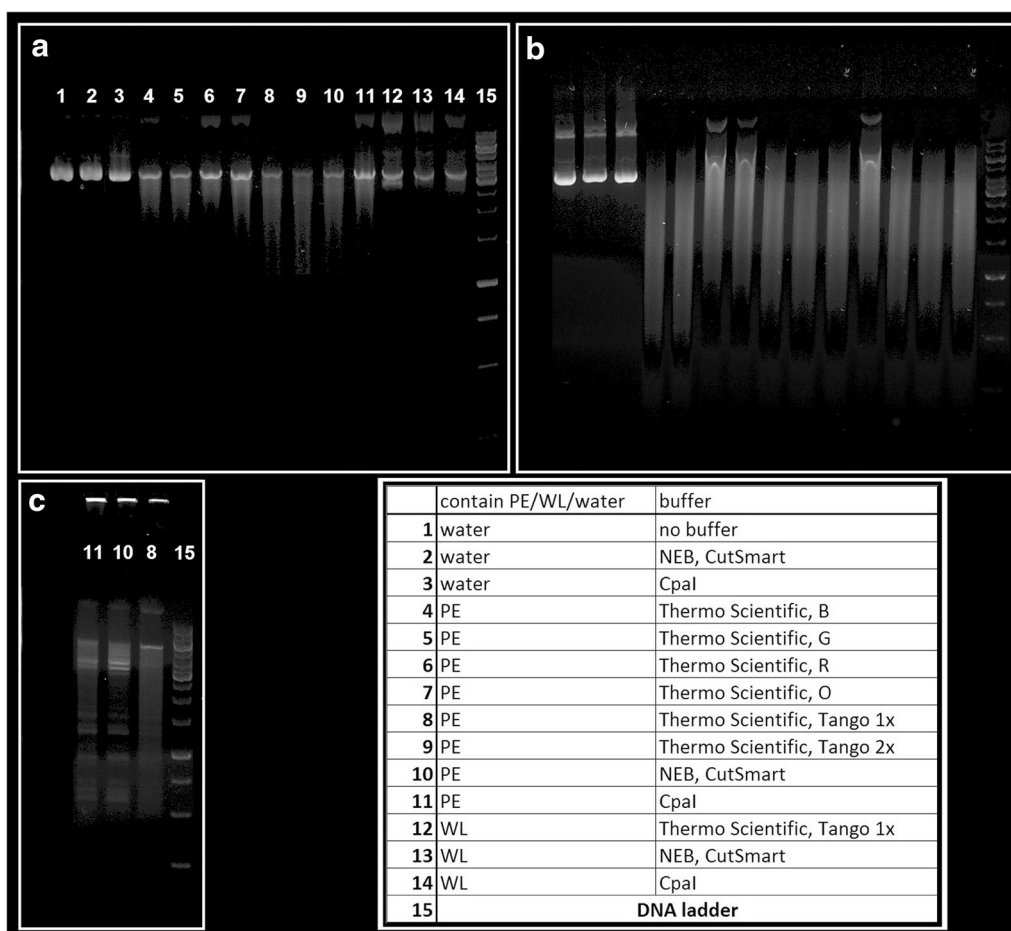 a
1 2 3 4 5 6 7 8 9 10 11 12 13 14 15
b
c
11 10 8 15
contain PE/WL/water buffer
1 water no buffer
2 water NEB, CutSmart
3 water CpaI
4 PE Thermo Scientific, B
5 PE Thermo Scientific, G
6 PE Thermo Scientific, R
7 PE Thermo Scientific, O
8 PE Thermo Scientific, Tango 1x
9 PE Thermo Scientific, Tango 2x
10 PE NEB, CutSmart
11 PE CpaI
12 WL Thermo Scientific, Tango 1x
13 WL NEB, CutSmart
14 WL CpaI
15 DNA ladder